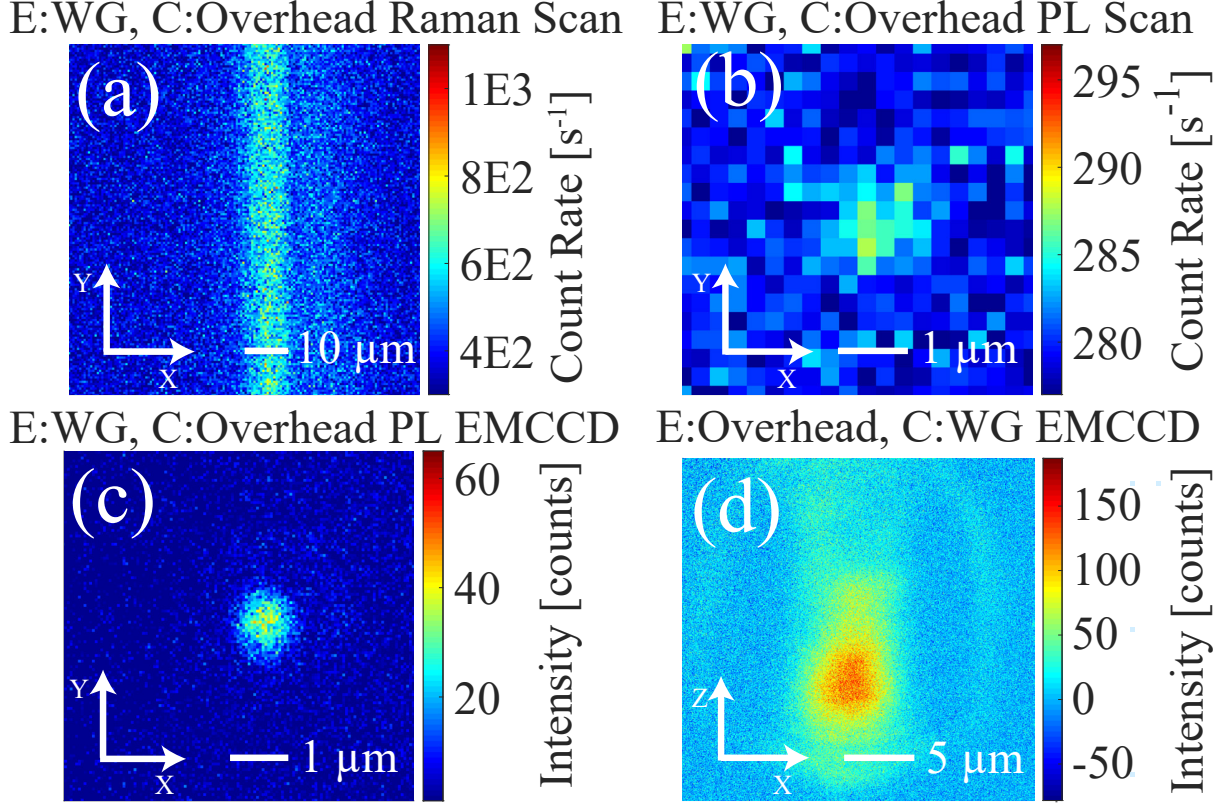 E:WG, C:Overhead Raman Scan
(a)
1E3
8E2
6E2
4E2
Count Rate [s⁻¹]
Y
X
10 µm
E:WG, C:Overhead PL Scan
(b)
295
290
285
280
Count Rate [s⁻¹]
Y
X
1 µm
E:WG, C:Overhead PL EMCCD
(c)
60
40
20
Intensity [counts]
Y
X
1 µm
E:Overhead, C:WG EMCCD
(d)
150
100
50
0
-50
Intensity [counts]
Z
X
5 µm